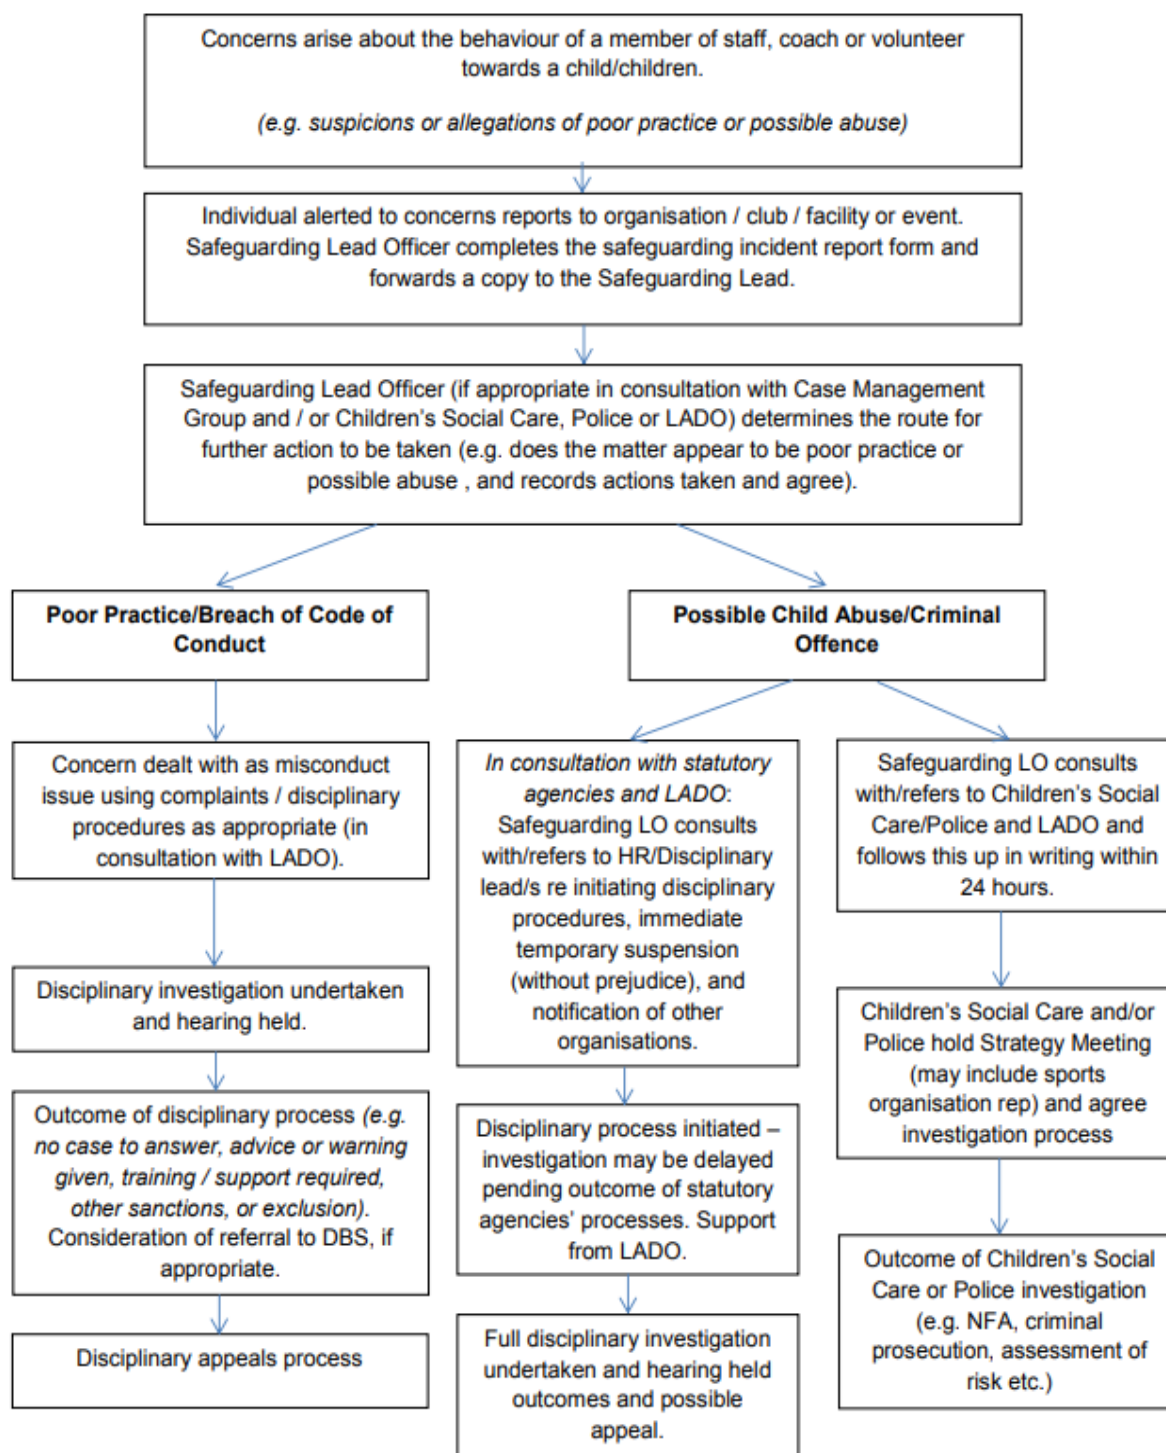 Concerns arise about the behaviour of a member of staff, coach or volunteer
towards a child/children.
(e.g. suspicions or allegations of poor practice or possible abuse)
Individual alerted to concerns reports to organisation / club / facility or event.
Safeguarding Lead Officer completes the safeguarding incident report form and
forwards a copy to the Safeguarding Lead.
Safeguarding Lead Officer (if appropriate in consultation with Case Management
Group and / or Children’s Social Care, Police or LADO) determines the route for
further action to be taken (e.g. does the matter appear to be poor practice or
possible abuse , and records actions taken and agree).
Poor Practice/Breach of Code of
Conduct
Possible Child Abuse/Criminal
Offence
Concern dealt with as misconduct
issue using complaints / disciplinary
procedures as appropriate (in
consultation with LADO).
Disciplinary investigation undertaken
and hearing held.
Outcome of disciplinary process (e.g.
no case to answer, advice or warning
given, training / support required,
other sanctions, or exclusion).
Consideration of referral to DBS, if
appropriate.
Disciplinary appeals process
In consultation with statutory
agencies and LADO:
Safeguarding LO consults
with/refers to HR/Disciplinary
lead/s re initiating disciplinary
procedures, immediate
temporary suspension
(without prejudice), and
notification of other
organisations.
Disciplinary process initiated –
investigation may be delayed
pending outcome of statutory
agencies’ processes. Support
from LADO.
Full disciplinary investigation
undertaken and hearing held
outcomes and possible
appeal.
Safeguarding LO consults
with/refers to Children’s Social
Care/Police and LADO and
follows this up in writing within
24 hours.
Children’s Social Care and/or
Police hold Strategy Meeting
(may include sports
organisation rep) and agree
investigation process
Outcome of Children’s Social
Care or Police investigation
(e.g. NFA, criminal
prosecution, assessment of
risk etc.)